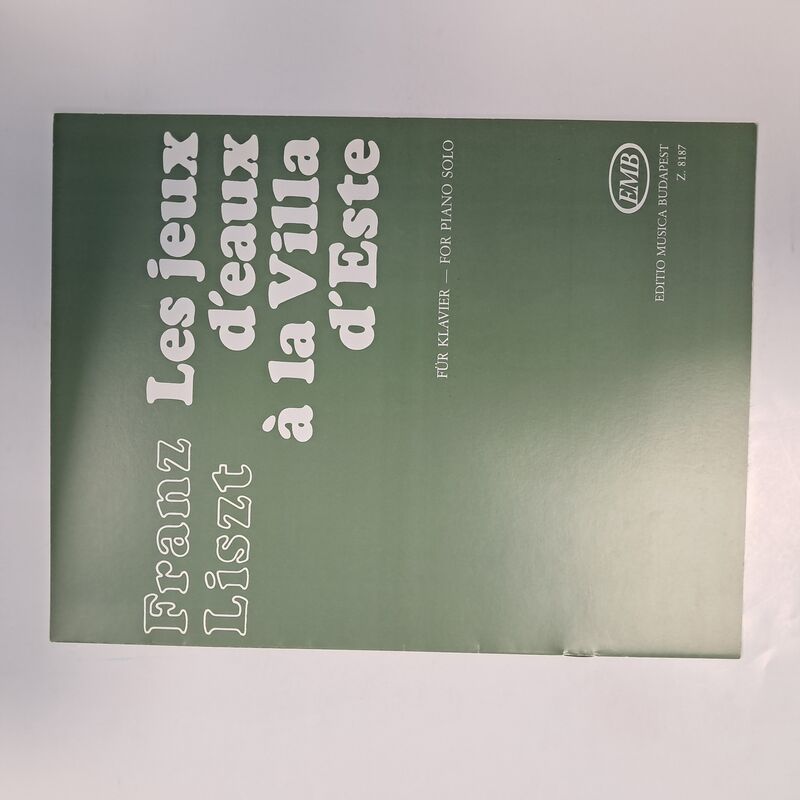 Franz
Liszt
Les jeux
d'eaux
à la Villa
d'Este
FÜR KLAVIER — FOR PIANO SOLO
EMB
EDITIO MUSICA BUDAPEST
Z. 8187